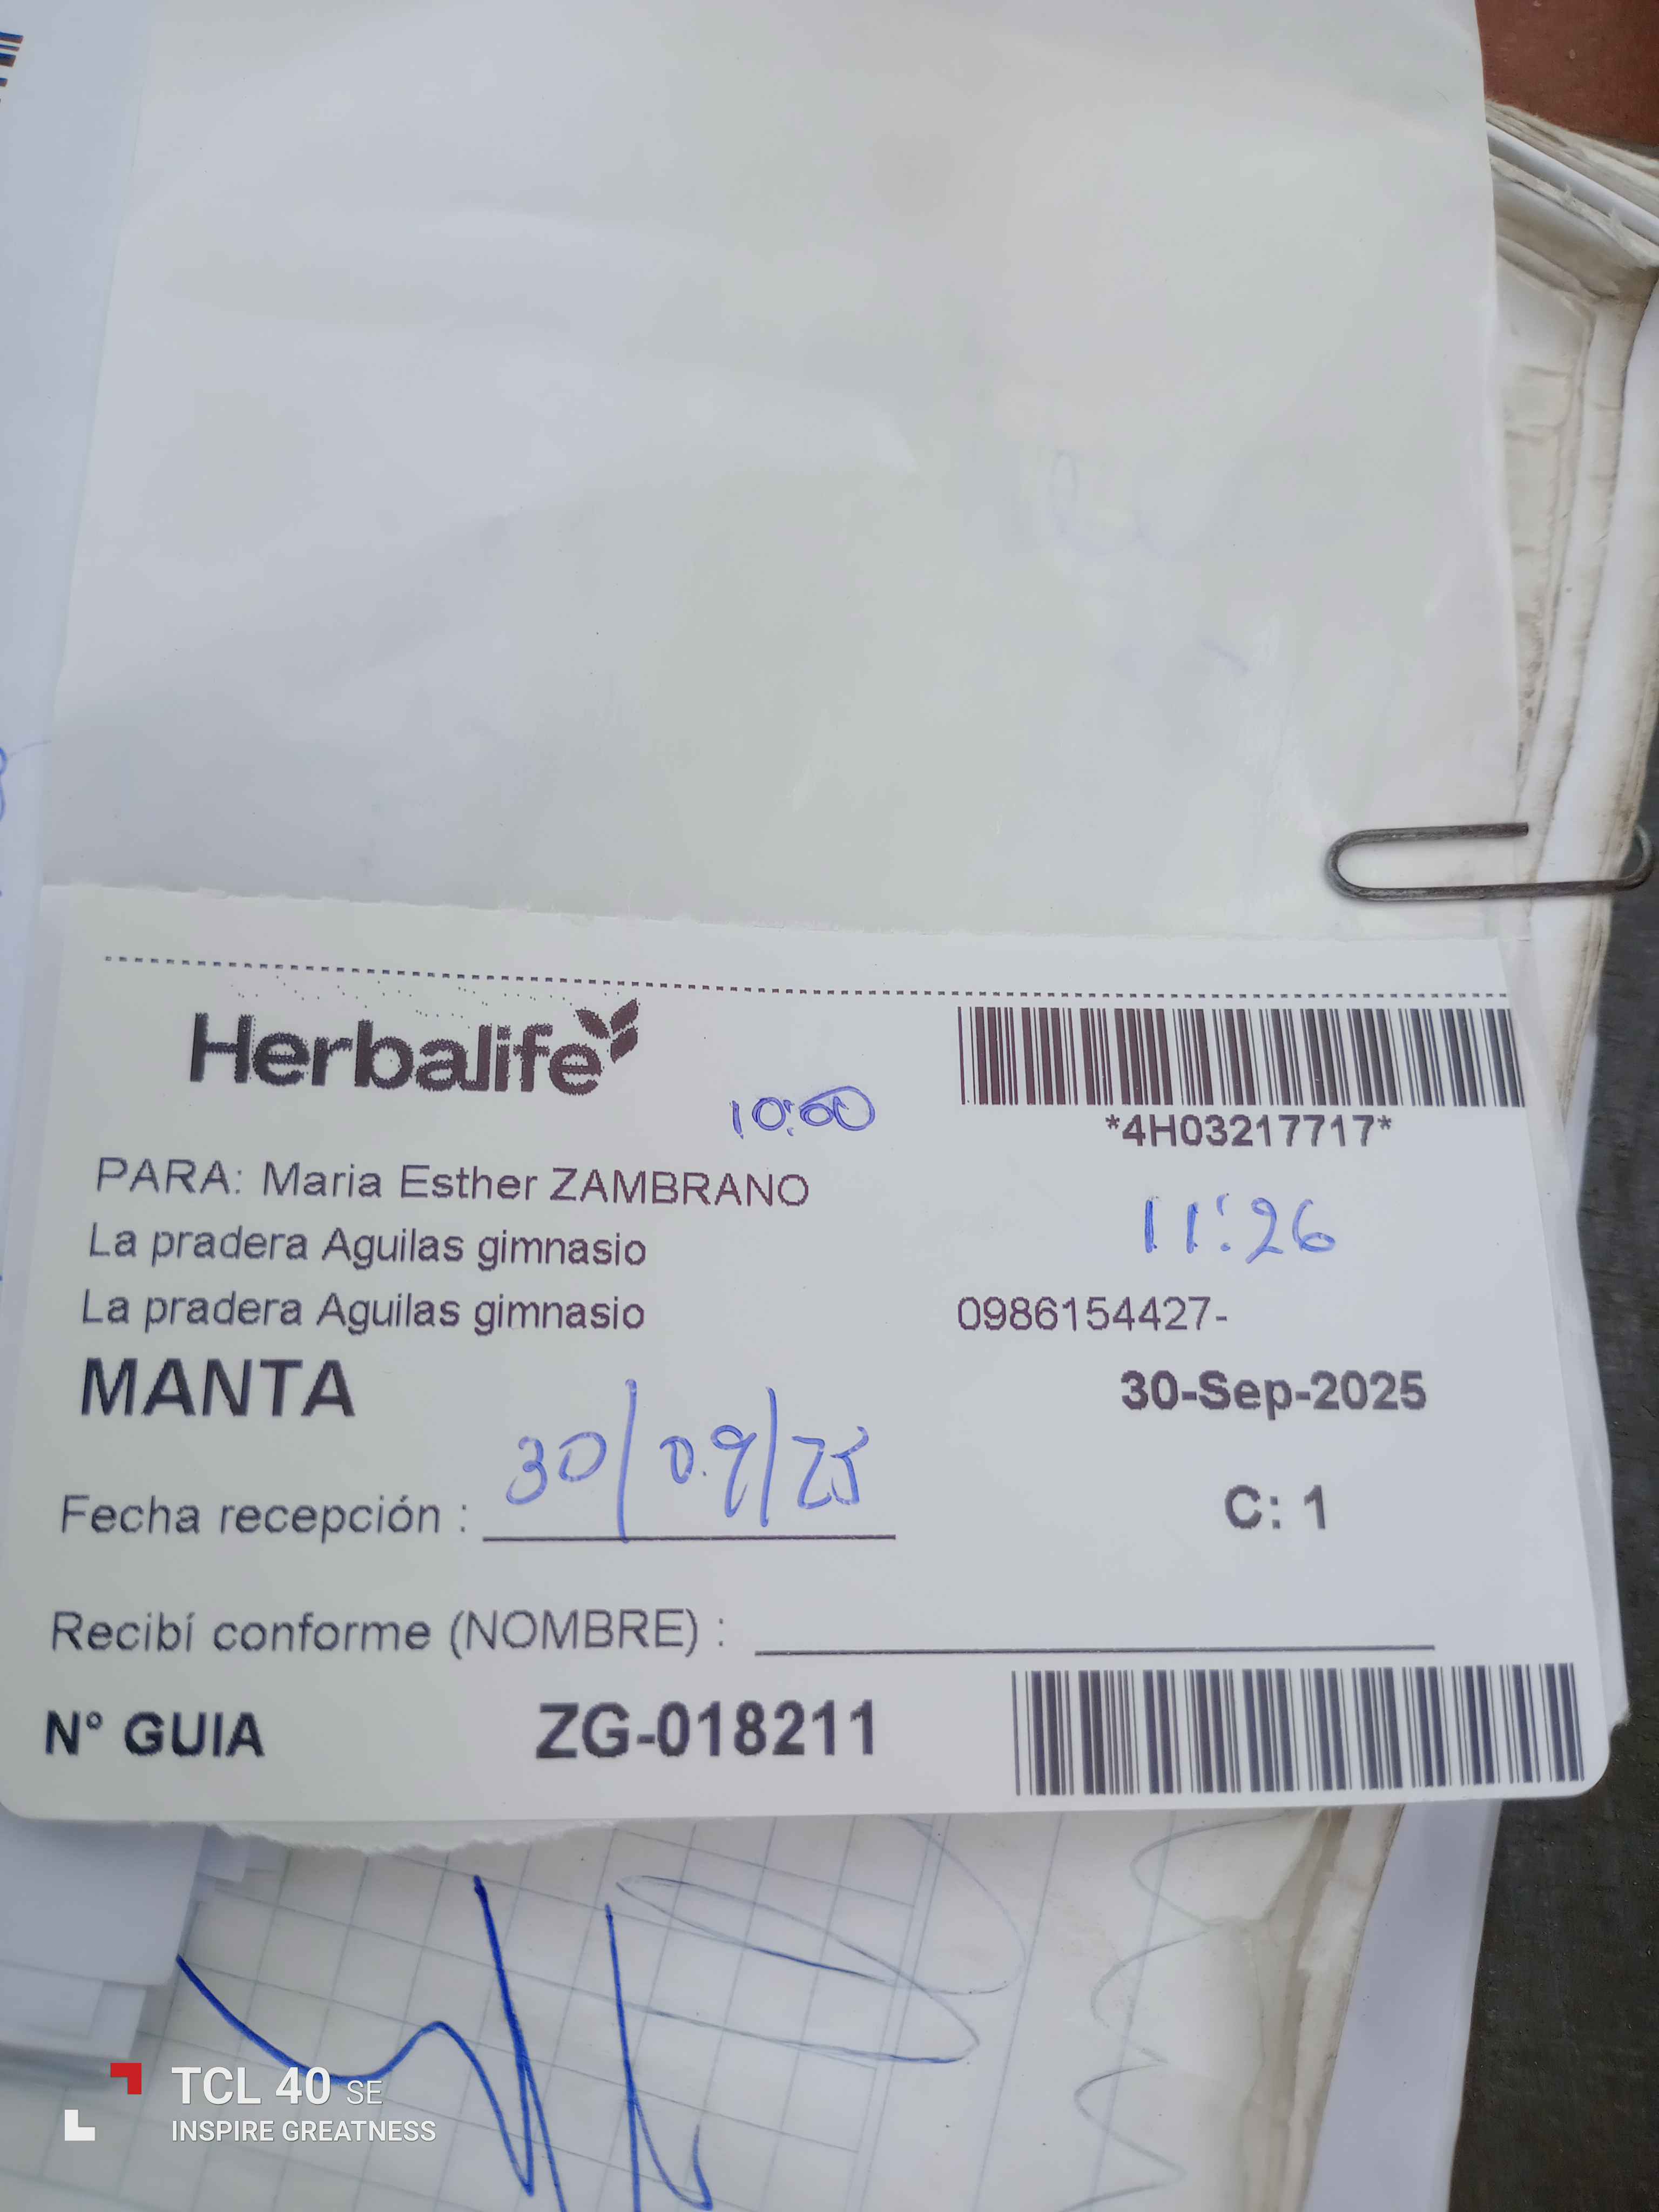 Herbalife
10:00
*4H03217717*
PARA: Maria Esther ZAMBRANO
11:26
La pradera Aguilas gimnasio
La pradera Aguilas gimnasio
0986154427-
MANTA
30-Sep-2025
Fecha recepción : 30/09/25
C: 1
Recibí conforme (NOMBRE) :
N° GUIA ZG-018211
TCL 40 SE
INSPIRE GREATNESS